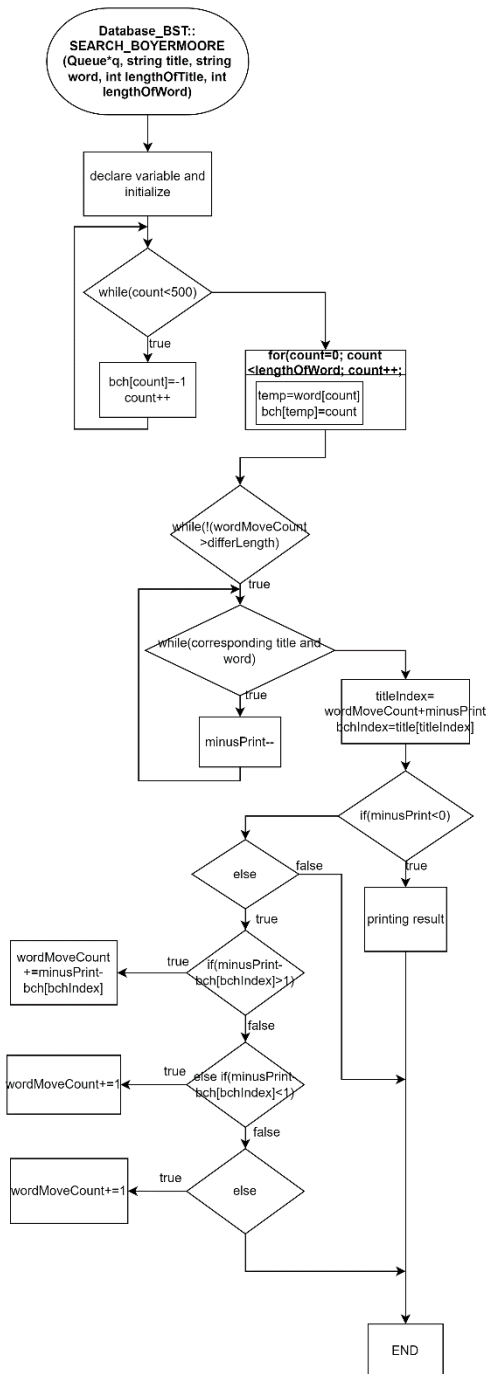 Database_BST::
SEARCH_BOYERMOORE
(Queue*q, string title, string
word, int lengthOfTitle, int
lengthOfWord)
declare variable and
initialize
while(count<500)
true
bch[count]=-1
count++
for(count=0; count
<lengthOfWord; count++;
temp=word[count]
bch[temp]=count
while(!(wordMoveCount
>differLength)
true
while(corresponding title and
word)
true
minusPrint--
titleIndex=
wordMoveCount+minusPrint
bchIndex=title[titleIndex]
if(minusPrint<0)
true
printing result
else
false
true
if(minusPrint-
bch[bchIndex]>1)
true
wordMoveCount
+=minusPrint-
bch[bchIndex]
false
else if(minusPrint-
bch[bchIndex]<1)
true
wordMoveCount+=1
false
else
true
wordMoveCount+=1
END